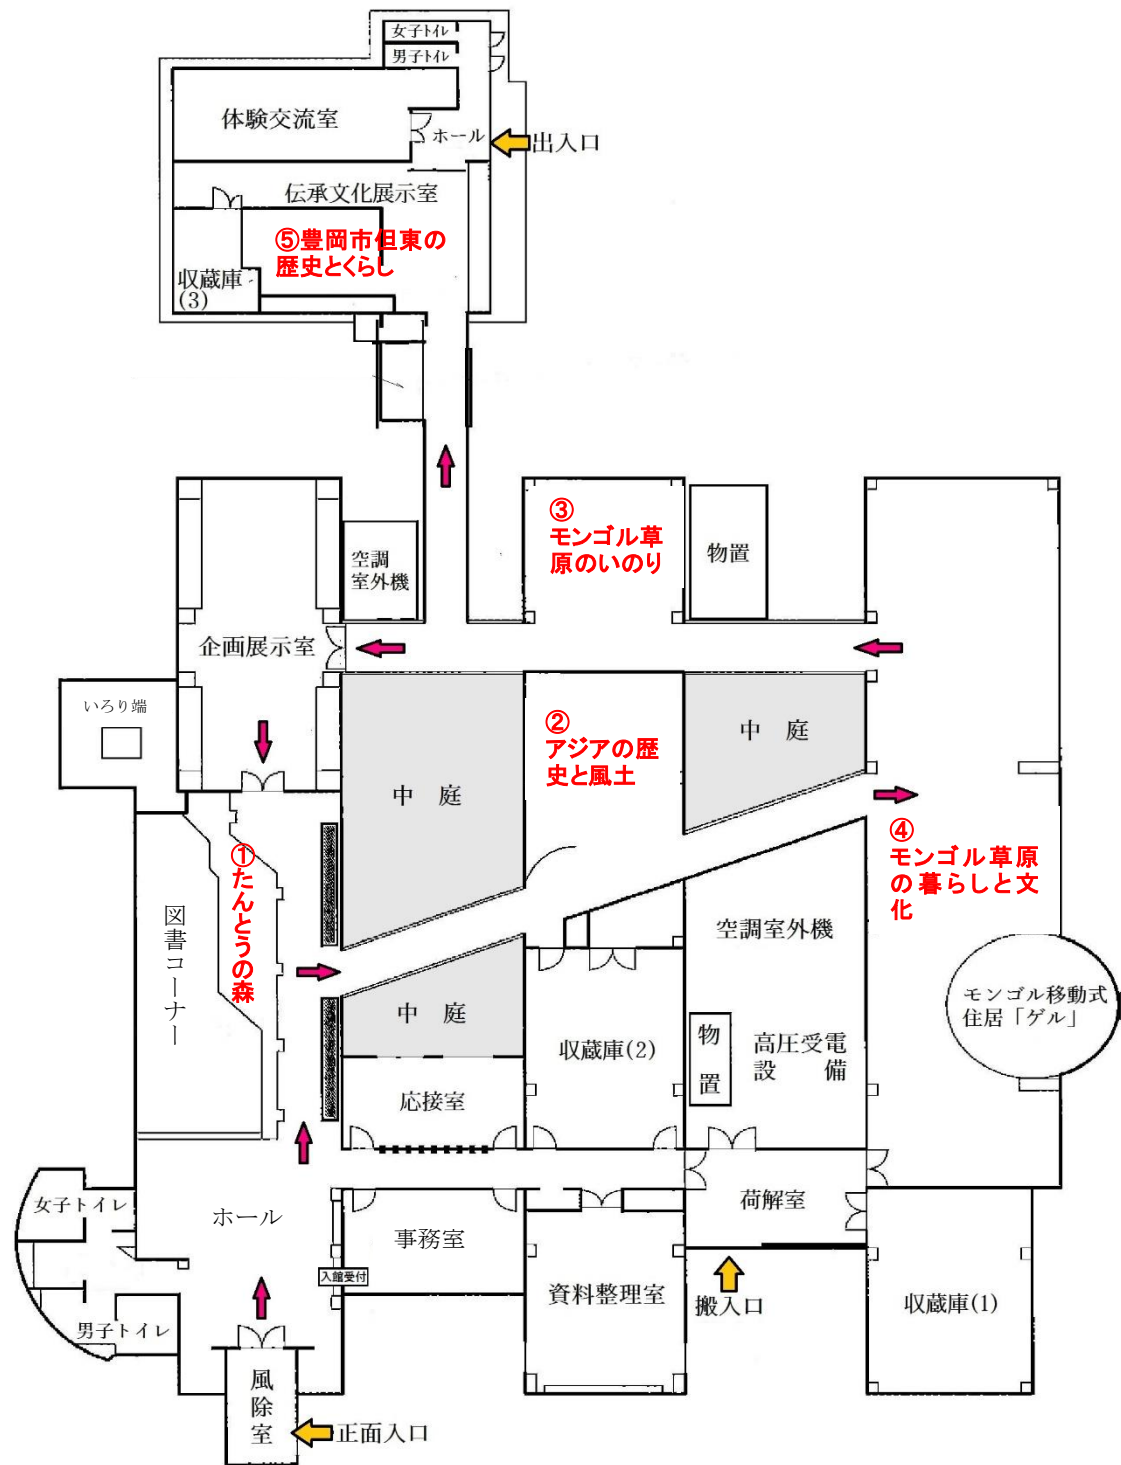 女子トイレ
男子トイレ
体験交流室
ホール
出入口
伝承文化展示室
⑤豊岡市但東の
歴史とくらし
収蔵庫
(3)
③
モンゴル草
原のいのり
空調
室外機
物置
企画展示室
いろり端
②
アジアの歴
史と風土
中　庭
中　庭
④
モンゴル草原
の暮らしと文
化
①たんとうの森
図書コーナー
空調室外機
モンゴル移動式
住居「ゲル」
中　庭
収蔵庫(2)
物置
高圧受電
設　備
応接室
女子トイレ
ホール
荷解室
事務室
入館受付
資料整理室
搬入口
収蔵庫(1)
男子トイレ
風除室
正面入口